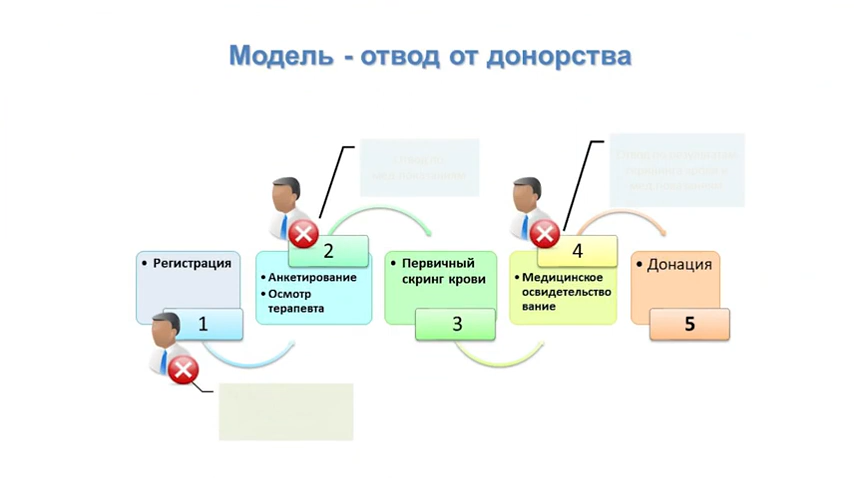 Модель - отвод от донорства
• Регистрация
1
2
• Анкетирование
• Осмотр
терапевта
• Первичный
скринг крови
3
4
• Медицинское
освидетельство
вание
• Донация
5